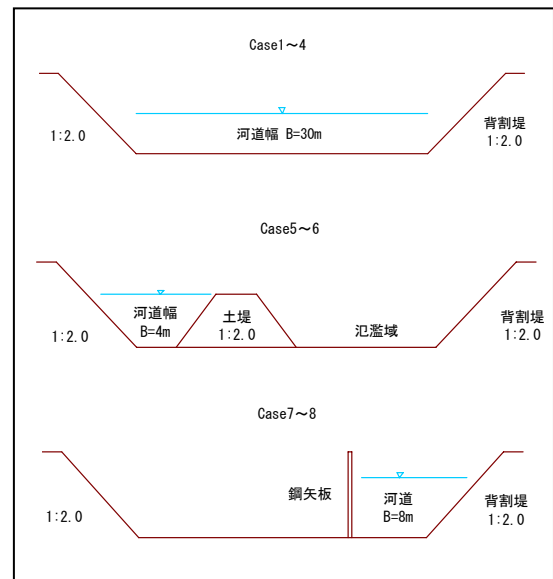 Case1～4
河道幅 B=30m
1:2.0
背割堤
1:2.0
Case5～6
河道幅
B=4m
土堤
1:2.0
氾濫域
1:2.0
背割堤
1:2.0
Case7～8
鋼矢板
河道
B=8m
1:2.0
背割堤
1:2.0